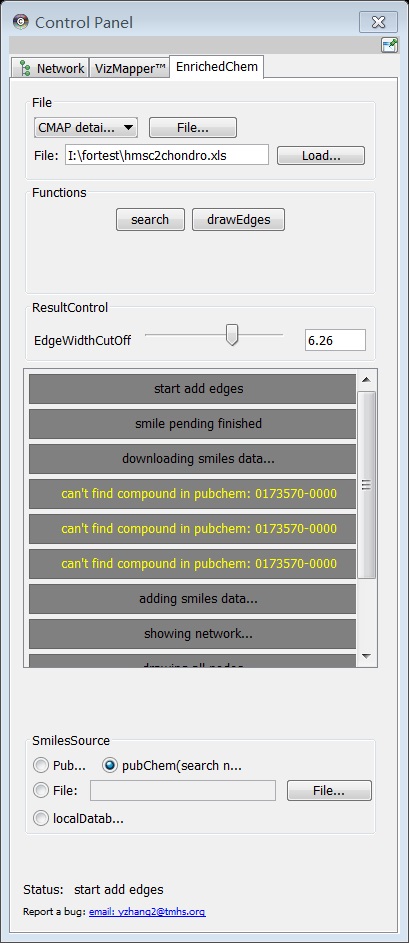 Control Panel
Network VizMapper™ EnrichedChem
File
CMAP detai... File...
File: I:\fortest\hmsc2chondro.xls Load...
Functions
search drawEdges
ResultControl
EdgeWidthCutOff 6.26
start add edges
smile pending finished
downloading smiles data...
can't find compound in pubchem: 0173570-0000
can't find compound in pubchem: 0173570-0000
can't find compound in pubchem: 0173570-0000
adding smiles data...
showing network...
drawing all nodes
SmilesSource
Pub... pubChem(search n...
File: File...
localDatab...
Status: start add edges
Report a bug: email: yzhang2@tmhs.org